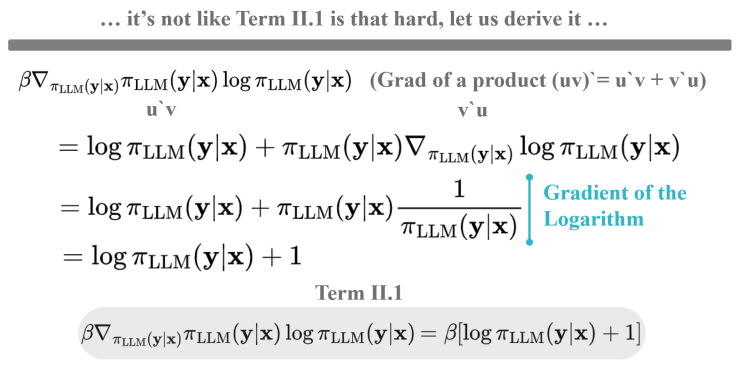 … it's not like Term II.1 is that hard, let us derive it …
β∇_{π_LLM(y|x)} π_LLM(y|x) log π_LLM(y|x) (Grad of a product (uv)`= u`v + v`u)
u`v v`u
= log π_LLM(y|x) + π_LLM(y|x)∇_{π_LLM(y|x)} log π_LLM(y|x)
= log π_LLM(y|x) + π_LLM(y|x) 1/π_LLM(y|x) Gradient of the
Logarithm
= log π_LLM(y|x) + 1
Term II.1
β∇_{π_LLM(y|x)} π_LLM(y|x) log π_LLM(y|x) = β[log π_LLM(y|x) + 1]